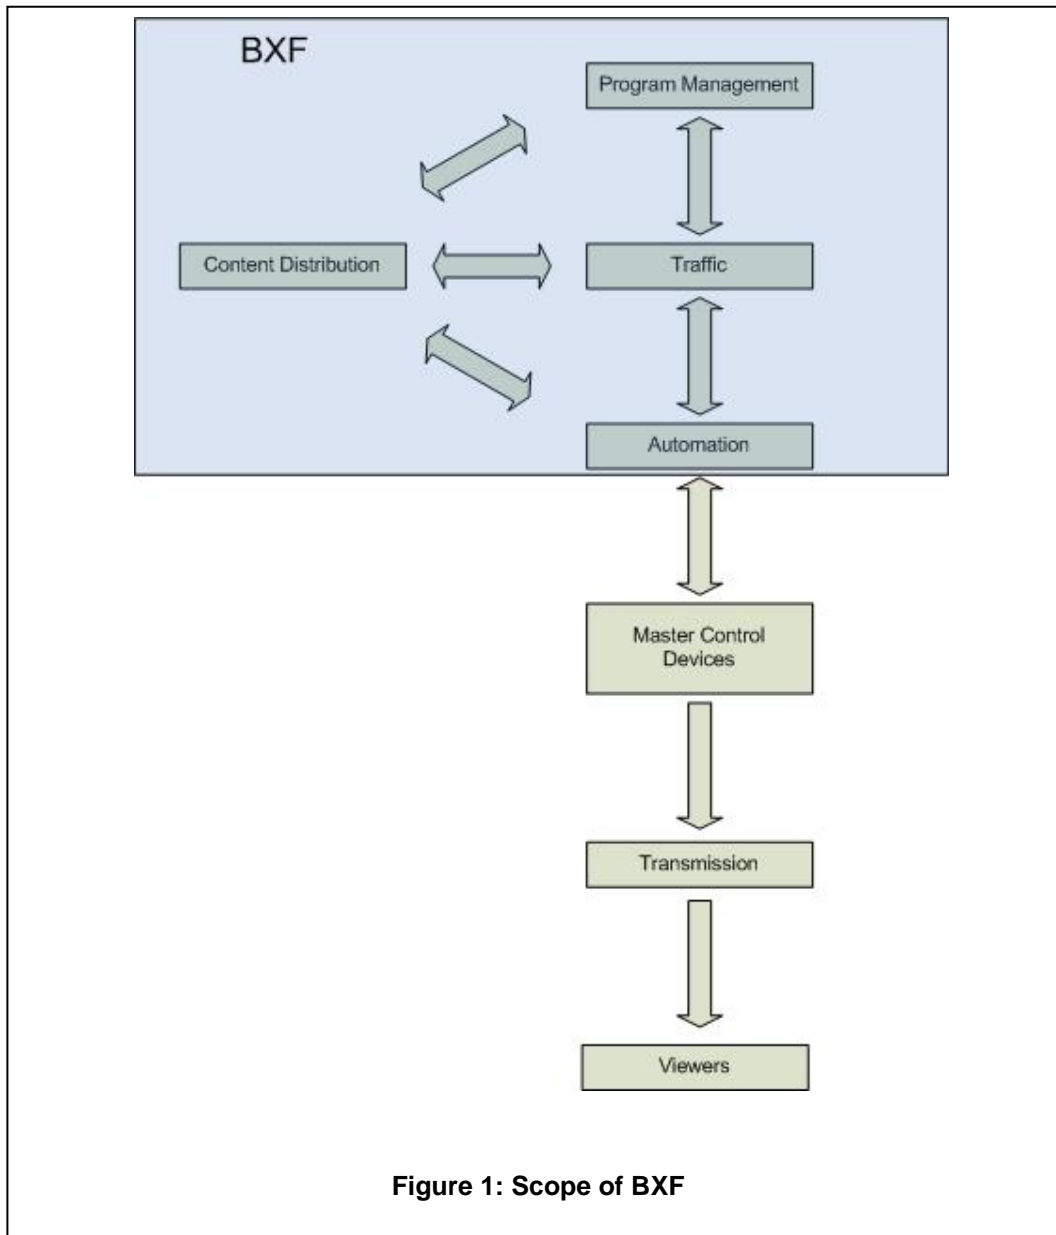 BXF
Program Management
Content Distribution
Traffic
Automation
Master Control
Devices
Transmission
Viewers
Figure 1: Scope of BXF